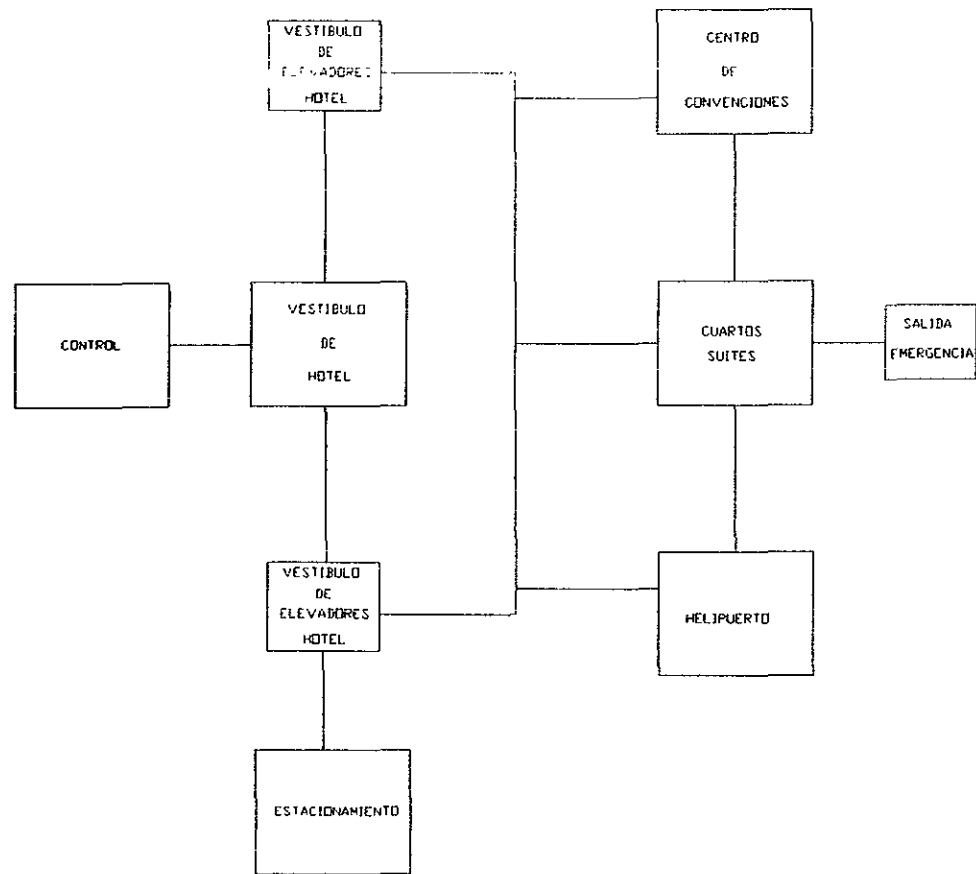 VESTIBULO
DE
ELEVADORES
HOTEL
CENTRO
DE
CONVENCIONES
CONTROL
VESTIBULO
DE
HOTEL
CUARTOS
SUITES
SALIDA
EMERGENCIA
VESTIBULO
DE
ELEVADORES
HOTEL
HELIPUERTO
ESTACIONAMIENTO